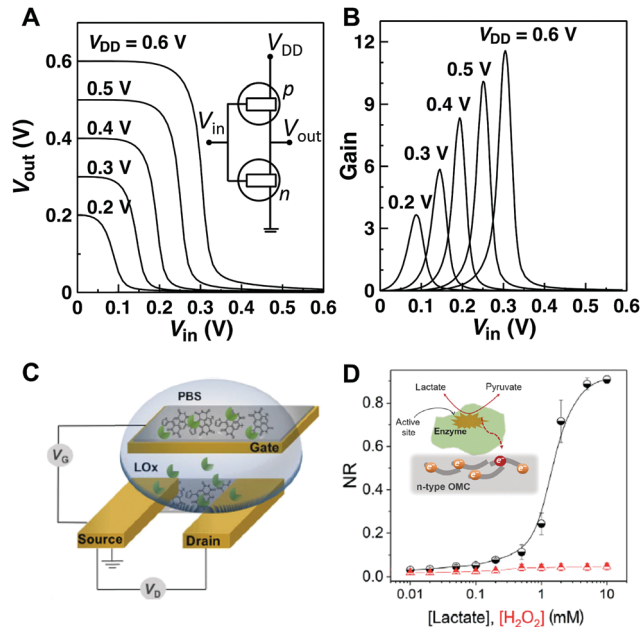 A
V_DD = 0.6 V
0.5 V
0.4 V
0.3 V
0.2 V
V_DD
p
V_in
V_out
n
V_out (V)
0.6
0.5
0.4
0.3
0.2
0.1
0
0 0.1 0.2 0.3 0.4 0.5 0.6
V_in (V)
B
V_DD = 0.6 V
0.5 V
0.4 V
0.3 V
0.2 V
Gain
12
9
6
3
0
0 0.1 0.2 0.3 0.4 0.5 0.6
V_in (V)
C
PBS
Gate
V_G
LOx
Source
Drain
V_D
D
Lactate
Pyruvate
Active
site
Enzyme
e⁻ e⁻ e⁻ e⁻ e⁻
n-type OMC
NR
0.8
0.6
0.4
0.2
0.0
0.01 0.1 1 10
[Lactate], [H₂O₂] (mM)